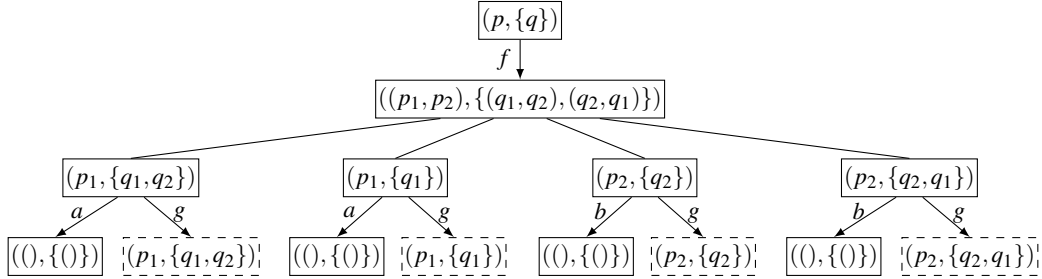 (p,{q})
f
((p₁,p₂),{(q₁,q₂),(q₂,q₁)})
(p₁,{q₁,q₂}) (p₁,{q₁}) (p₂,{q₂}) (p₂,{q₂,q₁})
a g a g b g b g
((),{()}) (p₁,{q₁,q₂}) ((),{()}) (p₁,{q₁}) ((),{()}) (p₂,{q₂}) ((),{()}) (p₂,{q₂,q₁})